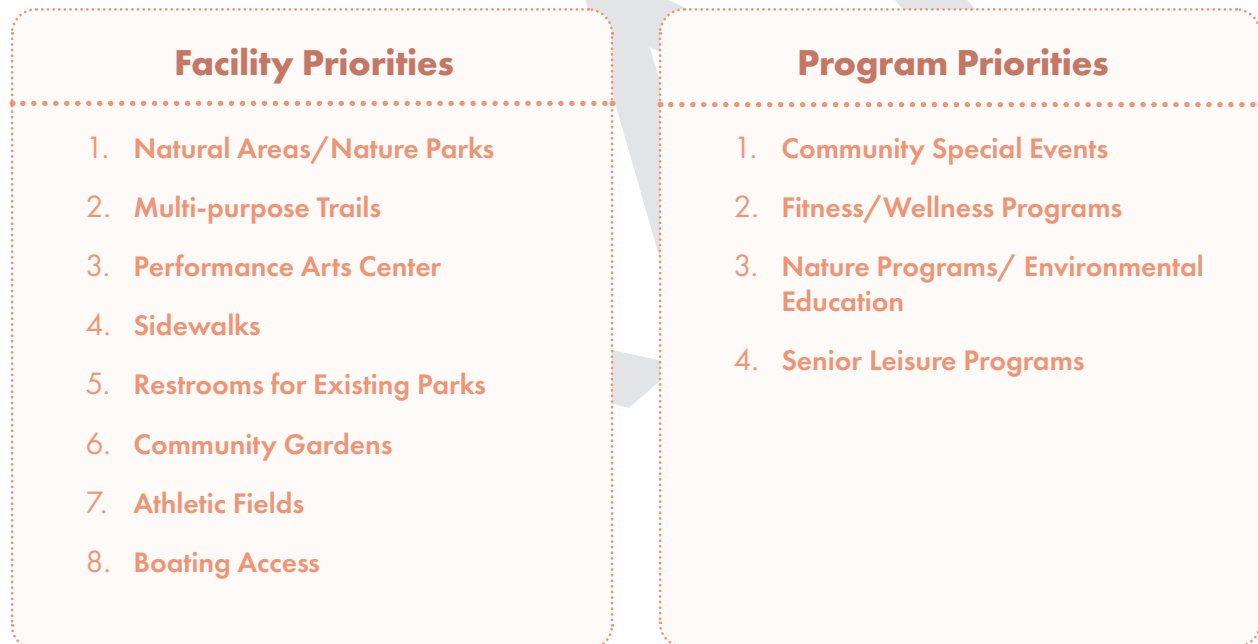 Facility Priorities
1. Natural Areas/Nature Parks
2. Multi-purpose Trails
3. Performance Arts Center
4. Sidewalks
5. Restrooms for Existing Parks
6. Community Gardens
7. Athletic Fields
8. Boating Access
Program Priorities
1. Community Special Events
2. Fitness/Wellness Programs
3. Nature Programs/ Environmental
Education
4. Senior Leisure Programs